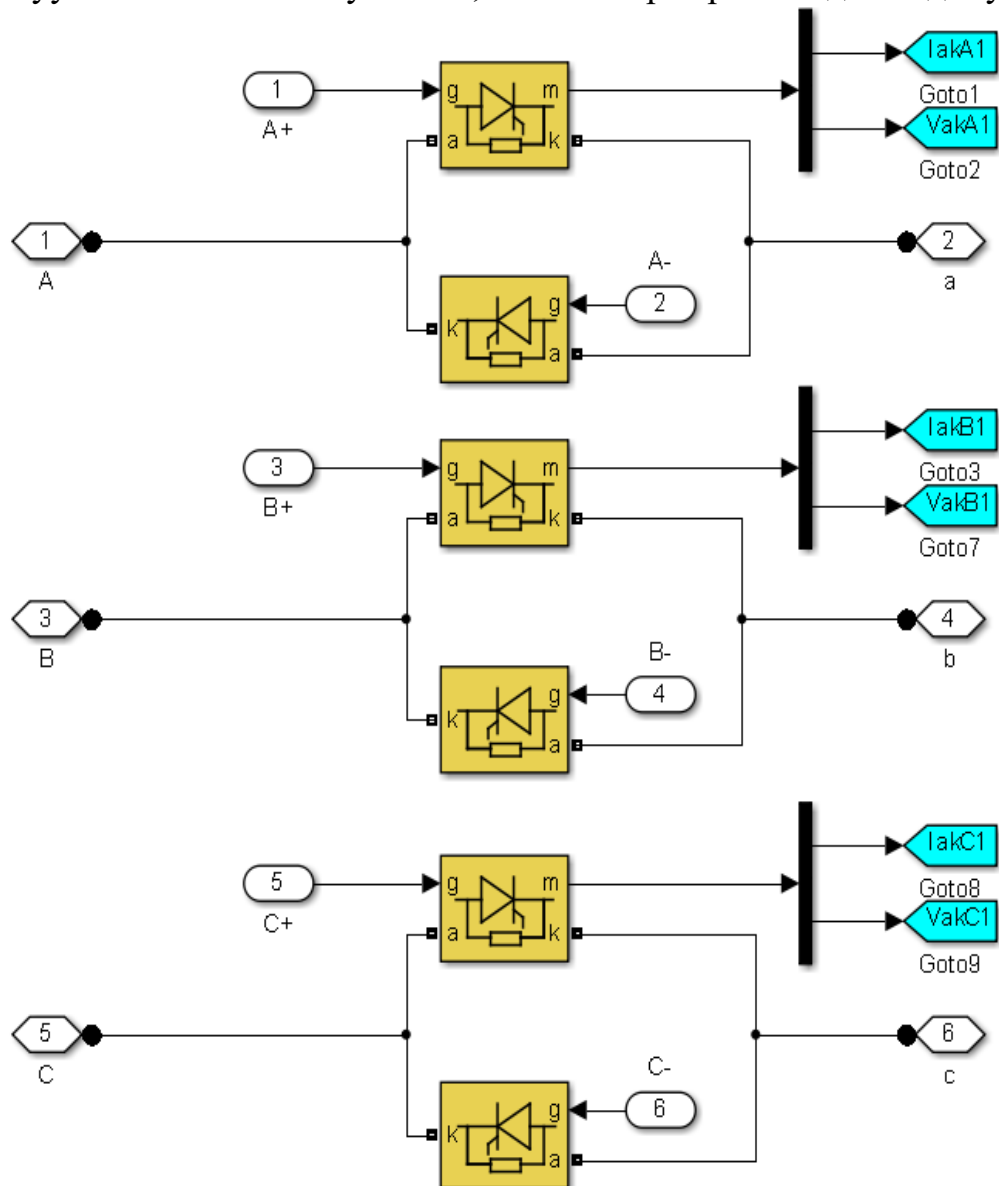 IakA1
g
m
1
Goto1
A+
VakA1
a
k
Goto2
1
2
A
A-
a
g
2
k
a
IakB1
g
m
3
Goto3
B+
VakB1
a
k
Goto7
3
4
B
B-
b
g
4
k
a
IakC1
g
m
5
Goto8
C+
VakC1
a
k
Goto9
5
6
C
C-
c
g
6
k
a